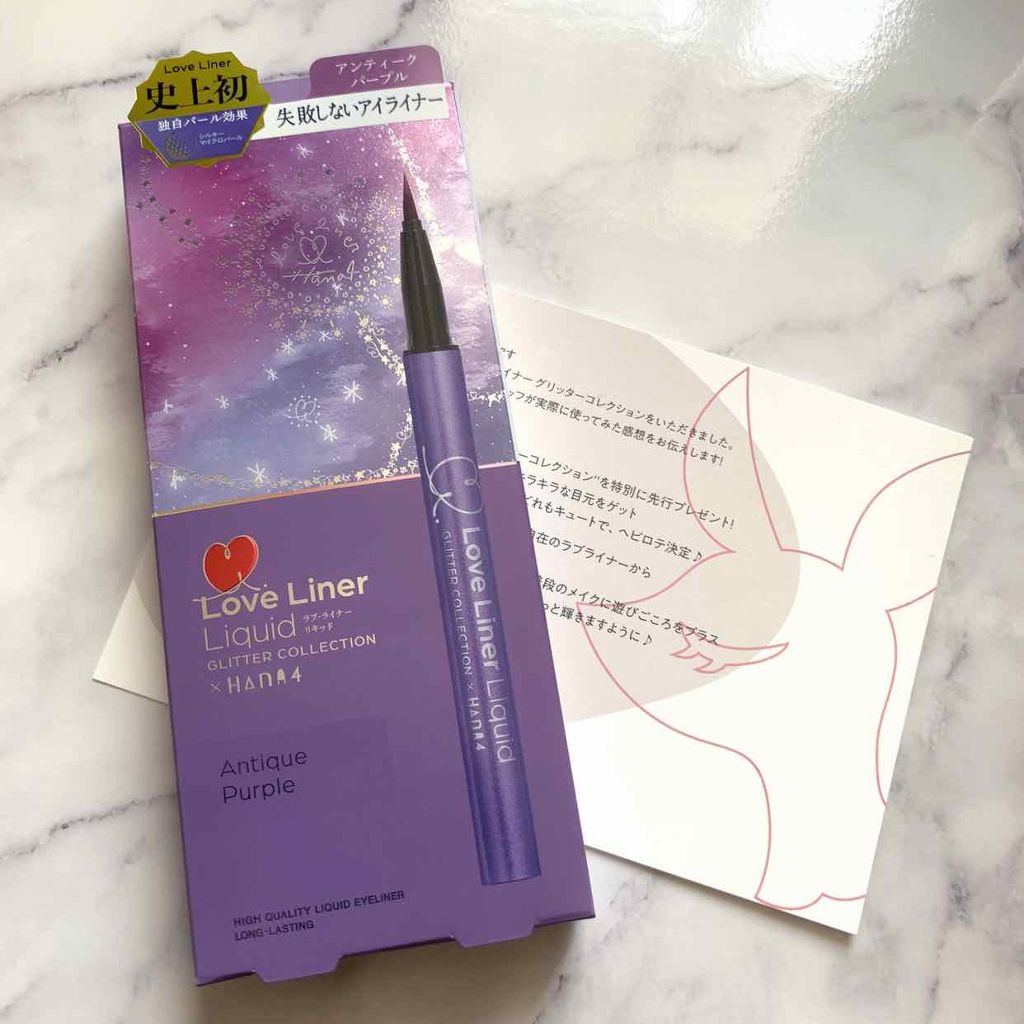 Love Liner
史上初
独自パール効果
シルキー
マイクロパール
アンティーク
パープル
失敗しないアイライナー
Hana4
Love Liner
Liquid
ラブ・ライナー
リキッド
GLITTER COLLECTION
×HANA4
Antique
Purple
HIGH QUALITY LIQUID EYELINER
LONG-LASTING
Love Liner Liquid
GLITTER COLLECTION × HANA4
です
イナー グリッターコレクションをいただきました。
ッフが実際に使ってみた感想をお伝えします!
ーコレクション"を特別に先行プレゼント!
キラキラな目元をゲット
どれもキュートで、ヘビロテ決定♪
自在のラブライナーから
普段のメイクに遊びごころをプラス
っと輝きますように♪